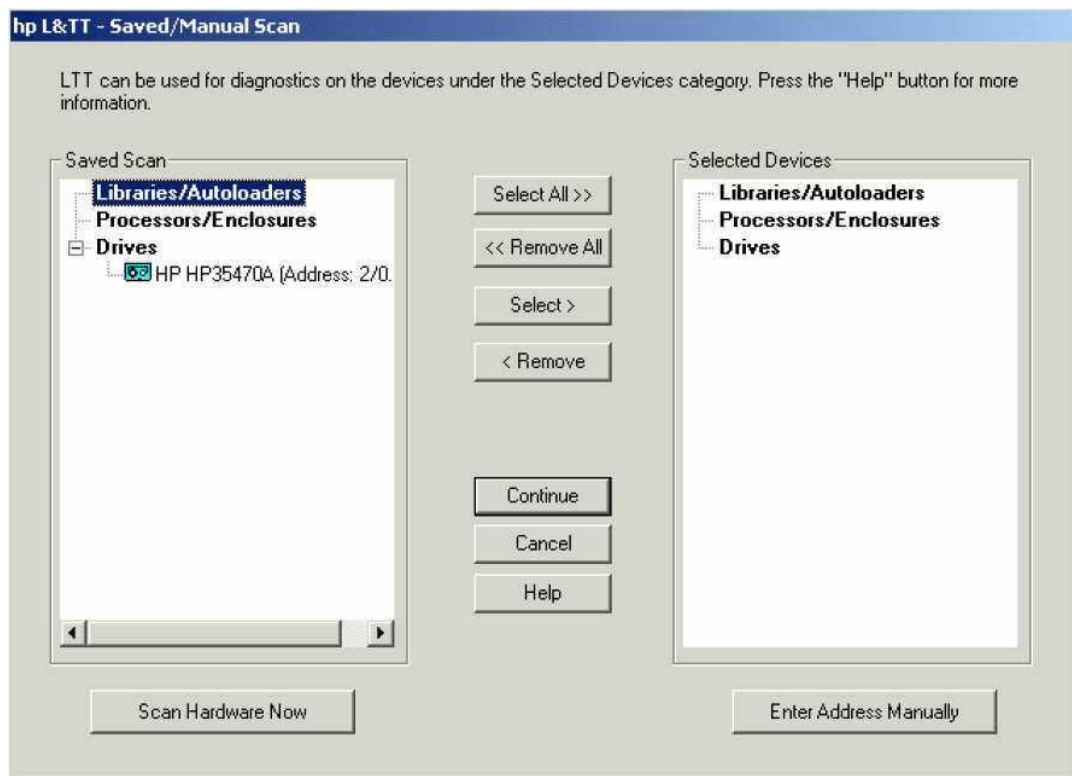 hp L&TT - Saved/Manual Scan
LTT can be used for diagnostics on the devices under the Selected Devices category. Press the "Help" button for more
information.
Saved Scan
Libraries/Autoloaders
Processors/Enclosures
Drives
HP HP35470A (Address: 2/0.
Select All >>
<< Remove All
Select >
< Remove
Continue
Cancel
Help
Selected Devices
Libraries/Autoloaders
Processors/Enclosures
Drives
Scan Hardware Now
Enter Address Manually